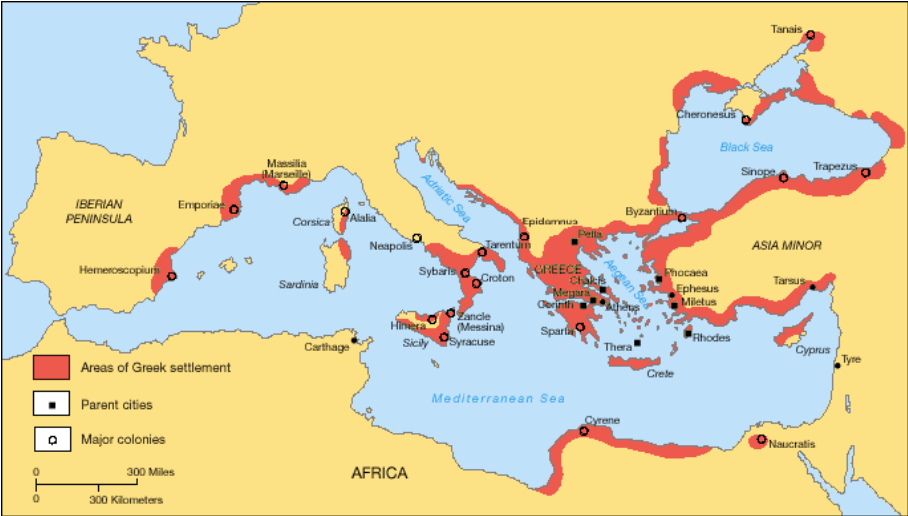 Tanais
Cheronesus
Black Sea
Massilia
(Marseille)
Sinope
Trapezus
IBERIAN
PENINSULA
Emporiae
Corsica
Alalia
Adriatic Sea
Epidamnus
Byzantium
Neapolis
Tarentum
Pella
ASIA MINOR
Hemeroscopium
Sardinia
Sybaris
Croton
GREECE
Aegean Sea
Phocaea
Chalcis
Ephesus
Tarsus
Megara
Miletus
Corinth
Athens
Zancle
(Messina)
Himera
Sparta
Rhodes
Sicily
Syracuse
Carthage
Thera
Cyprus
Tyre
Crete
Areas of Greek settlement
Parent cities
Major colonies
Mediterranean Sea
Cyrene
Naucratis
AFRICA
0 300 Miles
0 300 Kilometers